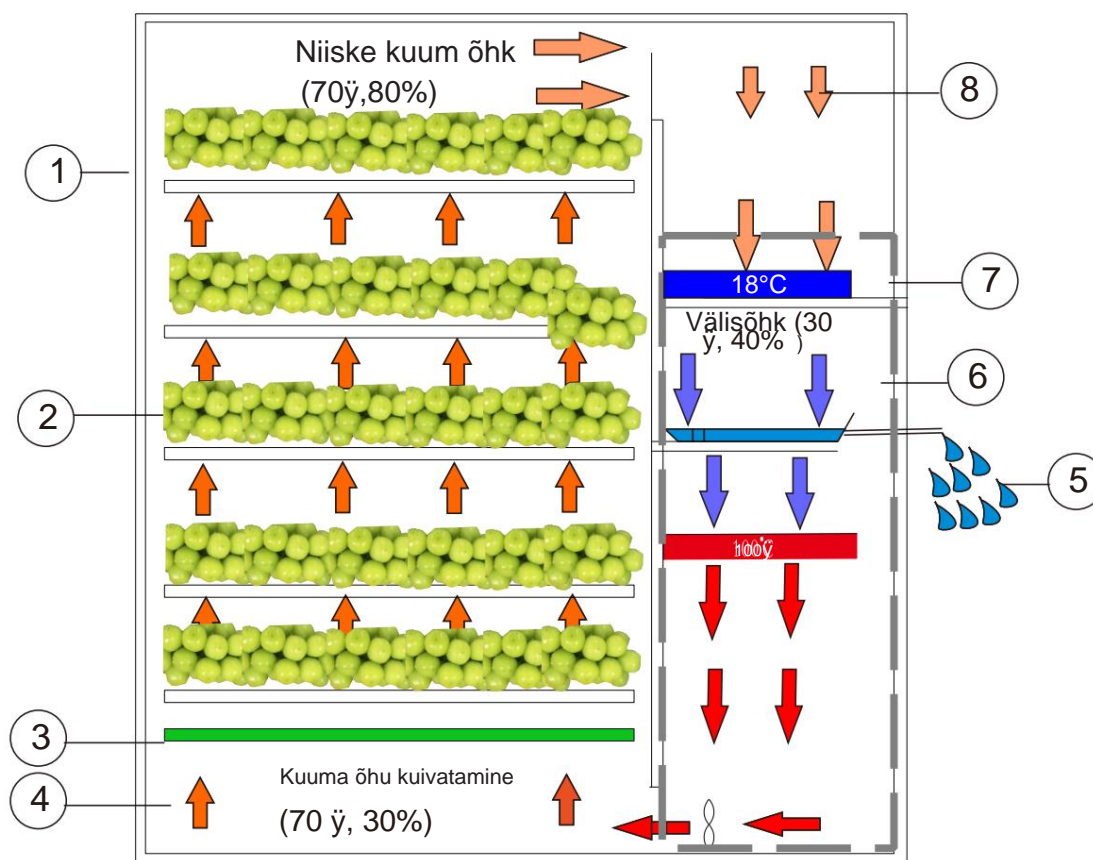 Niiske kuum õhk
(70ÿ,80%)
8
1
7
18°C
Välisõhk (30
ÿ, 40% )
6
2
5
3
Kuuma õhu kuivatamine
4
(70 ÿ, 30%)